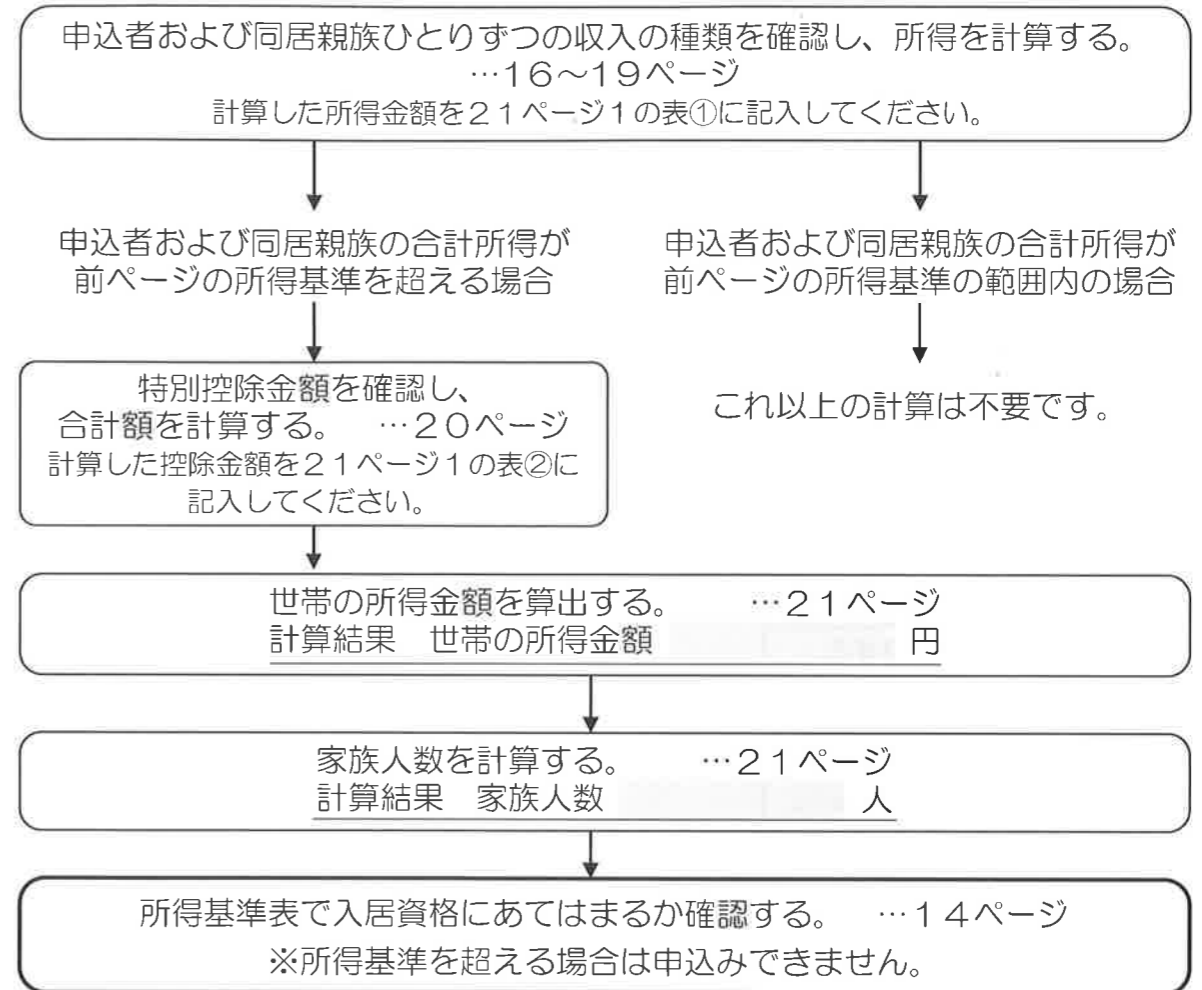 申込者および同居親族ひとりずつの収入の種類を確認し、所得を計算する。
…１６〜１９ページ
計算した所得金額を２１ページ１の表①に記入してください。
申込者および同居親族の合計所得が
前ページの所得基準を超える場合
申込者および同居親族の合計所得が
前ページの所得基準の範囲内の場合
特別控除金額を確認し、
合計額を計算する。　…２０ページ
計算した控除金額を２１ページ１の表②に
記入してください。
これ以上の計算は不要です。
世帯の所得金額を算出する。　…２１ページ
計算結果　世帯の所得金額　円
家族人数を計算する。　…２１ページ
計算結果　家族人数　人
所得基準表で入居資格にあてはまるか確認する。　…１４ページ
※所得基準を超える場合は申込みできません。